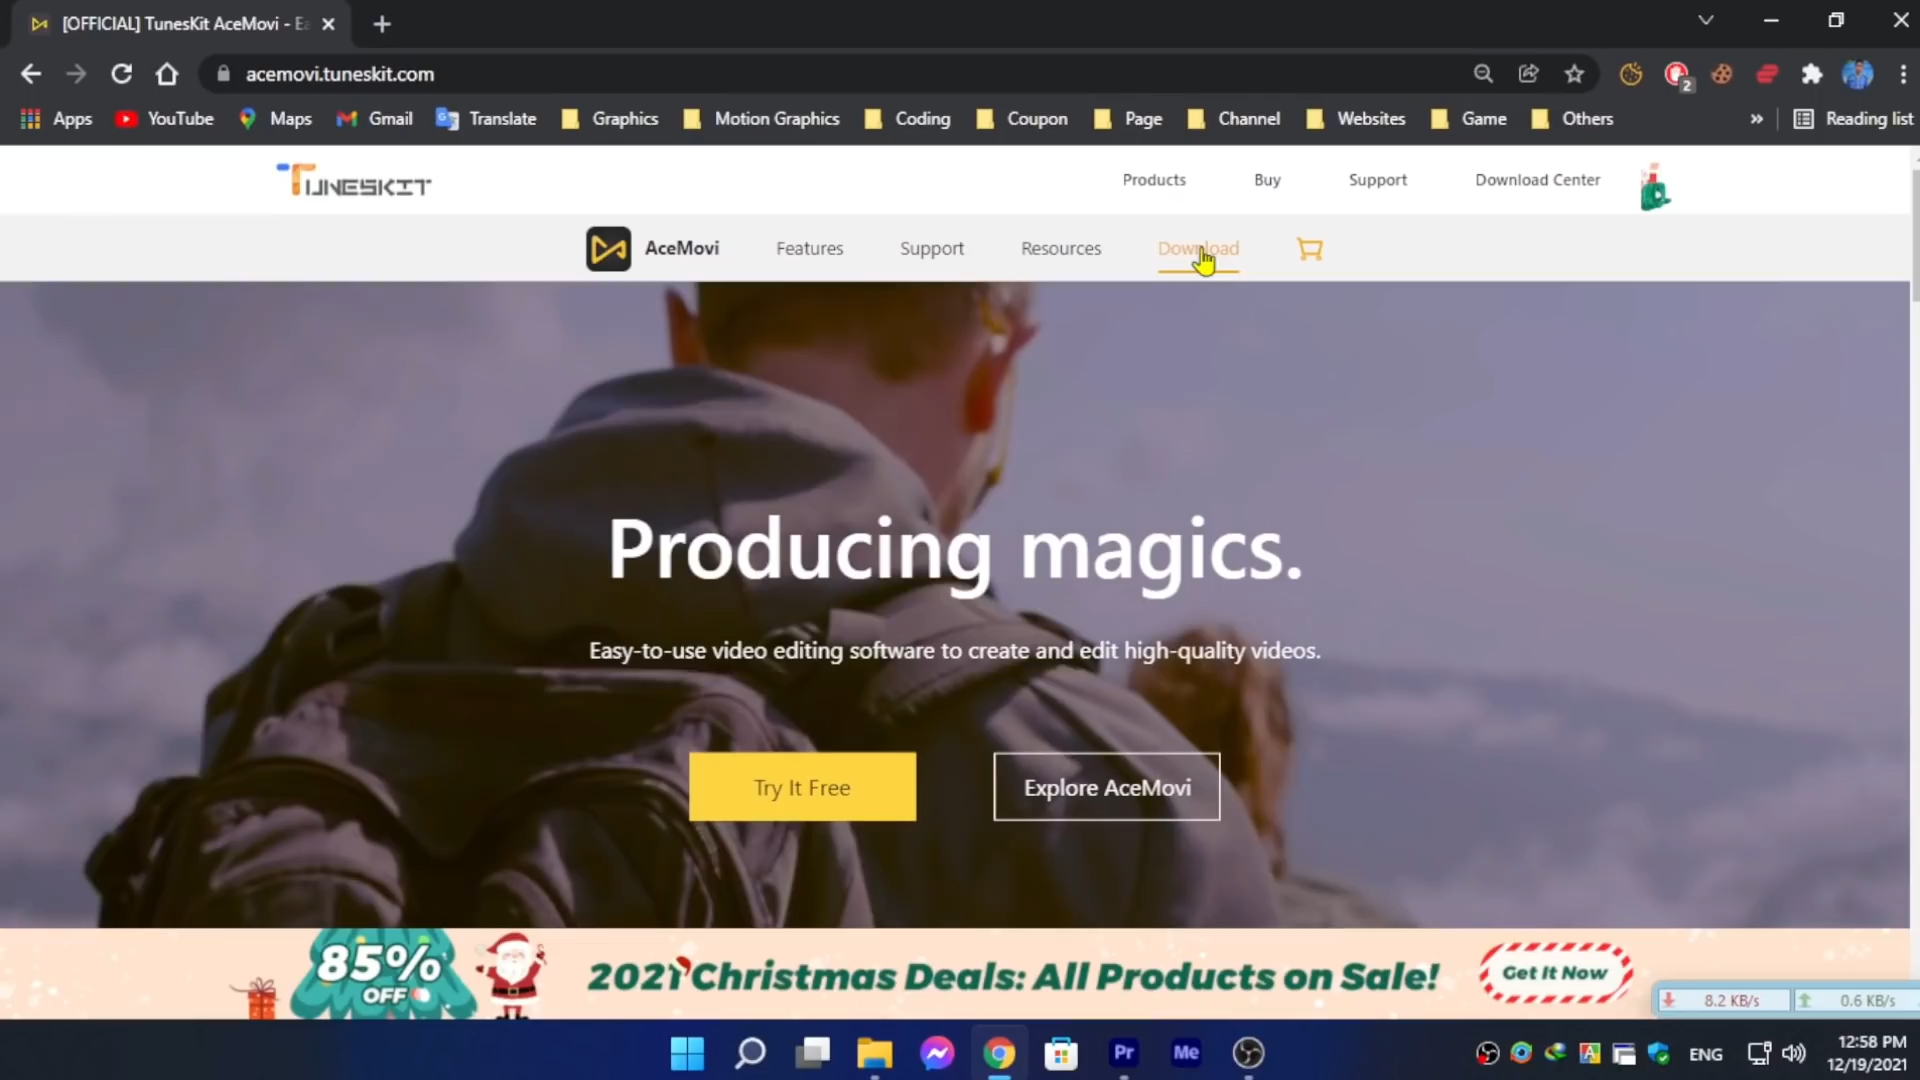 [OFFICIAL] TunesKit AceMovi - Ea
acemovi.tuneskit.com
2
Apps
YouTube
Maps
Gmail
Translate
Graphics
Motion Graphics
Coding
Coupon
Page
Channel
Websites
Game
Others
»
Reading list
TUNESKIT
Products
Buy
Support
Download Center
AceMovi
Features
Support
Resources
Download
Producing magics.
Easy-to-use video editing software to create and edit high-quality videos.
Try It Free
Explore AceMovi
85%
OFF
2021 Christmas Deals: All Products on Sale!
Get It Now
8.2 KB/s
0.6 KB/s
Pr
Me
ENG
12:58 PM
12/19/2021